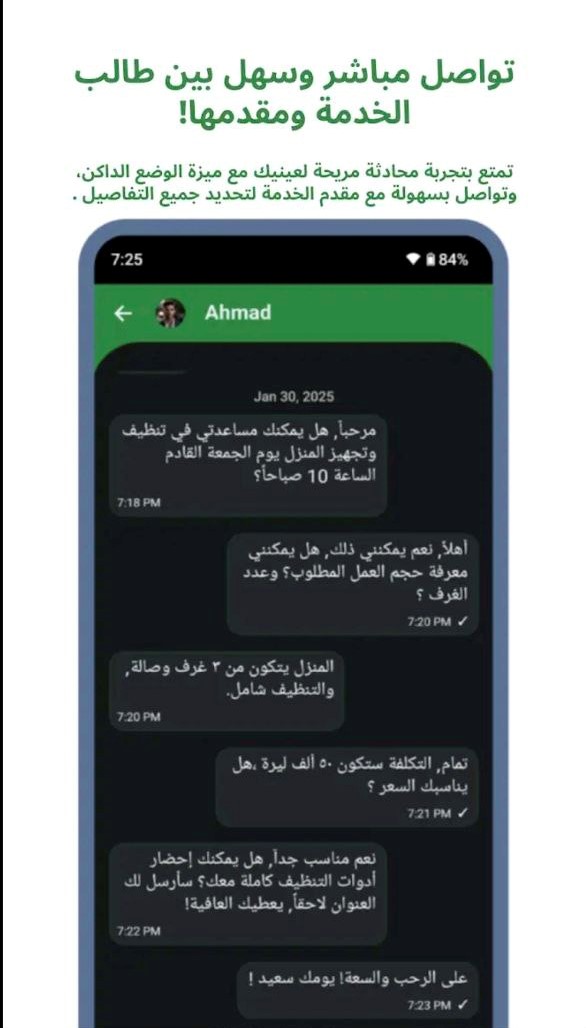 تواصل مباشر وسهل بين طالب
الخدمة ومقدمها!
تمتع بتجربة محادثة مريحة لعينيك مع ميزة الوضع الداكن،
وتواصل بسهولة مع مقدم الخدمة لتحديد جميع التفاصيل .
7:25
84%
Ahmad
Jan 30, 2025
مرحباً, هل يمكنك مساعدتي في تنظيف
وتجهيز المنزل يوم الجمعة القادم
الساعة 10 صباحاً؟
7:18 PM
أهلاً, نعم يمكنني ذلك, هل يمكنني
معرفة حجم العمل المطلوب؟ وعدد
الغرف ؟
7:20 PM ✓
المنزل يتكون من ٣ غرف وصالة,
والتنظيف شامل.
7:20 PM
تمام, التكلفة ستكون ٥٠ ألف ليرة ،هل
يناسبك السعر ؟
7:21 PM ✓
نعم مناسب جداً, هل يمكنك إحضار
أدوات التنظيف كاملة معك؟ سأرسل لك
العنوان لاحقاً, يعطيك العافية!
7:22 PM
على الرحب والسعة! يومك سعيد !
7:23 PM ✓